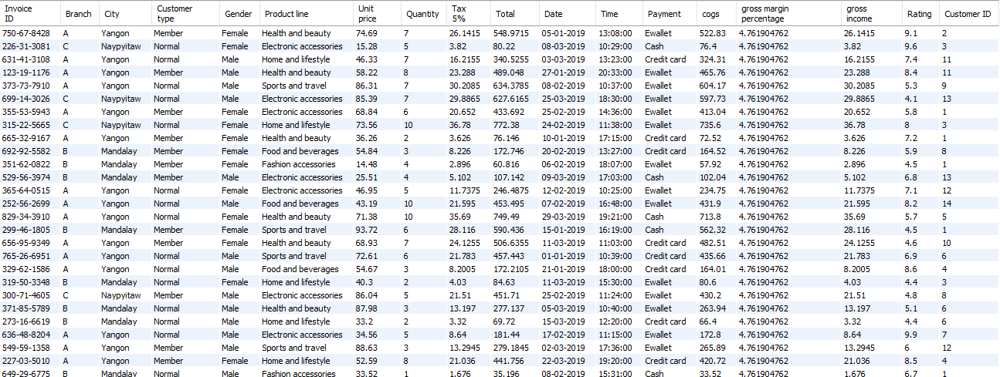 Invoice ID Branch City Customer type Gender Product line Unit price Quantity Tax 5% Total Date Time Payment cogs gross margin percentage gross income Rating Customer ID
750-67-8428 A Yangon Member Female Health and beauty 74.69 7 26.1415 548.9715 05-01-2019 13:08:00 Ewallet 522.83 4.761904762 26.1415 9.1 2
226-31-3081 C Naypyitaw Normal Female Electronic accessories 15.28 5 3.82 80.22 08-03-2019 10:29:00 Cash 76.4 4.761904762 3.82 9.6 3
631-41-3108 A Yangon Normal Male Home and lifestyle 46.33 7 16.2155 340.5255 03-03-2019 13:23:00 Credit card 324.31 4.761904762 16.2155 7.4 11
123-19-1176 A Yangon Member Male Health and beauty 58.22 8 23.288 489.048 27-01-2019 20:33:00 Ewallet 465.76 4.761904762 23.288 8.4 11
373-73-7910 A Yangon Normal Male Sports and travel 86.31 7 30.2085 634.3785 08-02-2019 10:37:00 Ewallet 604.17 4.761904762 30.2085 5.3 9
699-14-3026 C Naypyitaw Normal Male Electronic accessories 85.39 7 29.8865 627.6165 25-03-2019 18:30:00 Ewallet 597.73 4.761904762 29.8865 4.1 13
355-53-5943 A Yangon Member Female Electronic accessories 68.84 6 20.652 433.692 25-02-2019 14:36:00 Ewallet 413.04 4.761904762 20.652 5.8 1
315-22-5665 C Naypyitaw Normal Female Home and lifestyle 73.56 10 36.78 772.38 24-02-2019 11:38:00 Ewallet 735.6 4.761904762 36.78 8 3
665-32-9167 A Yangon Member Female Health and beauty 36.26 2 3.626 76.146 10-01-2019 17:15:00 Credit card 72.52 4.761904762 3.626 7.2 1
692-92-5582 B Mandalay Member Female Food and beverages 54.84 3 8.226 172.746 20-02-2019 13:27:00 Credit card 164.52 4.761904762 8.226 5.9 8
351-62-0822 B Mandalay Member Female Fashion accessories 14.48 4 2.896 60.816 06-02-2019 18:07:00 Ewallet 57.92 4.761904762 2.896 4.5 1
529-56-3974 B Mandalay Member Male Electronic accessories 25.51 4 5.102 107.142 09-03-2019 17:03:00 Cash 102.04 4.761904762 5.102 6.8 13
365-64-0515 A Yangon Normal Female Electronic accessories 46.95 5 11.7375 246.4875 12-02-2019 10:25:00 Ewallet 234.75 4.761904762 11.7375 7.1 12
252-56-2699 A Yangon Normal Male Food and beverages 43.19 10 21.595 453.495 07-02-2019 16:48:00 Ewallet 431.9 4.761904762 21.595 8.2 14
829-34-3910 A Yangon Normal Female Health and beauty 71.38 10 35.69 749.49 29-03-2019 19:21:00 Cash 713.8 4.761904762 35.69 5.7 5
299-46-1805 B Mandalay Member Female Sports and travel 93.72 6 28.116 590.436 15-01-2019 16:19:00 Cash 562.32 4.761904762 28.116 4.5 1
656-95-9349 A Yangon Member Female Health and beauty 68.93 7 24.1255 506.6355 11-03-2019 11:03:00 Credit card 482.51 4.761904762 24.1255 4.6 10
765-26-6951 A Yangon Normal Male Sports and travel 72.61 6 21.783 457.443 01-01-2019 10:39:00 Credit card 435.66 4.761904762 21.783 6.9 6
329-62-1586 A Yangon Normal Male Food and beverages 54.67 3 8.2005 172.2105 21-01-2019 18:00:00 Credit card 164.01 4.761904762 8.2005 8.6 4
319-50-3348 B Mandalay Normal Female Home and lifestyle 40.3 2 4.03 84.63 11-03-2019 15:30:00 Ewallet 80.6 4.761904762 4.03 4.4 3
300-71-4605 C Naypyitaw Member Male Electronic accessories 86.04 5 21.51 451.71 25-02-2019 11:24:00 Ewallet 430.2 4.761904762 21.51 4.8 8
371-85-5789 B Mandalay Normal Male Health and beauty 87.98 3 13.197 277.137 05-03-2019 10:40:00 Ewallet 263.94 4.761904762 13.197 5.1 6
273-16-6619 B Mandalay Normal Male Home and lifestyle 33.2 2 3.32 69.72 15-03-2019 12:20:00 Credit card 66.4 4.761904762 3.32 4.4 6
636-48-8204 A Yangon Normal Male Electronic accessories 34.56 5 8.64 181.44 17-02-2019 11:15:00 Ewallet 172.8 4.761904762 8.64 9.9 7
549-59-1358 A Yangon Member Male Sports and travel 88.63 3 13.2945 279.1845 02-03-2019 17:36:00 Ewallet 265.89 4.761904762 13.2945 6 12
227-03-5010 A Yangon Member Female Home and lifestyle 52.59 8 21.036 441.756 22-03-2019 19:20:00 Credit card 420.72 4.761904762 21.036 8.5 4
649-29-6775 B Mandalay Normal Male Fashion accessories 33.52 1 1.676 35.196 08-02-2019 15:31:00 Cash 33.52 4.761904762 1.676 6.7 1